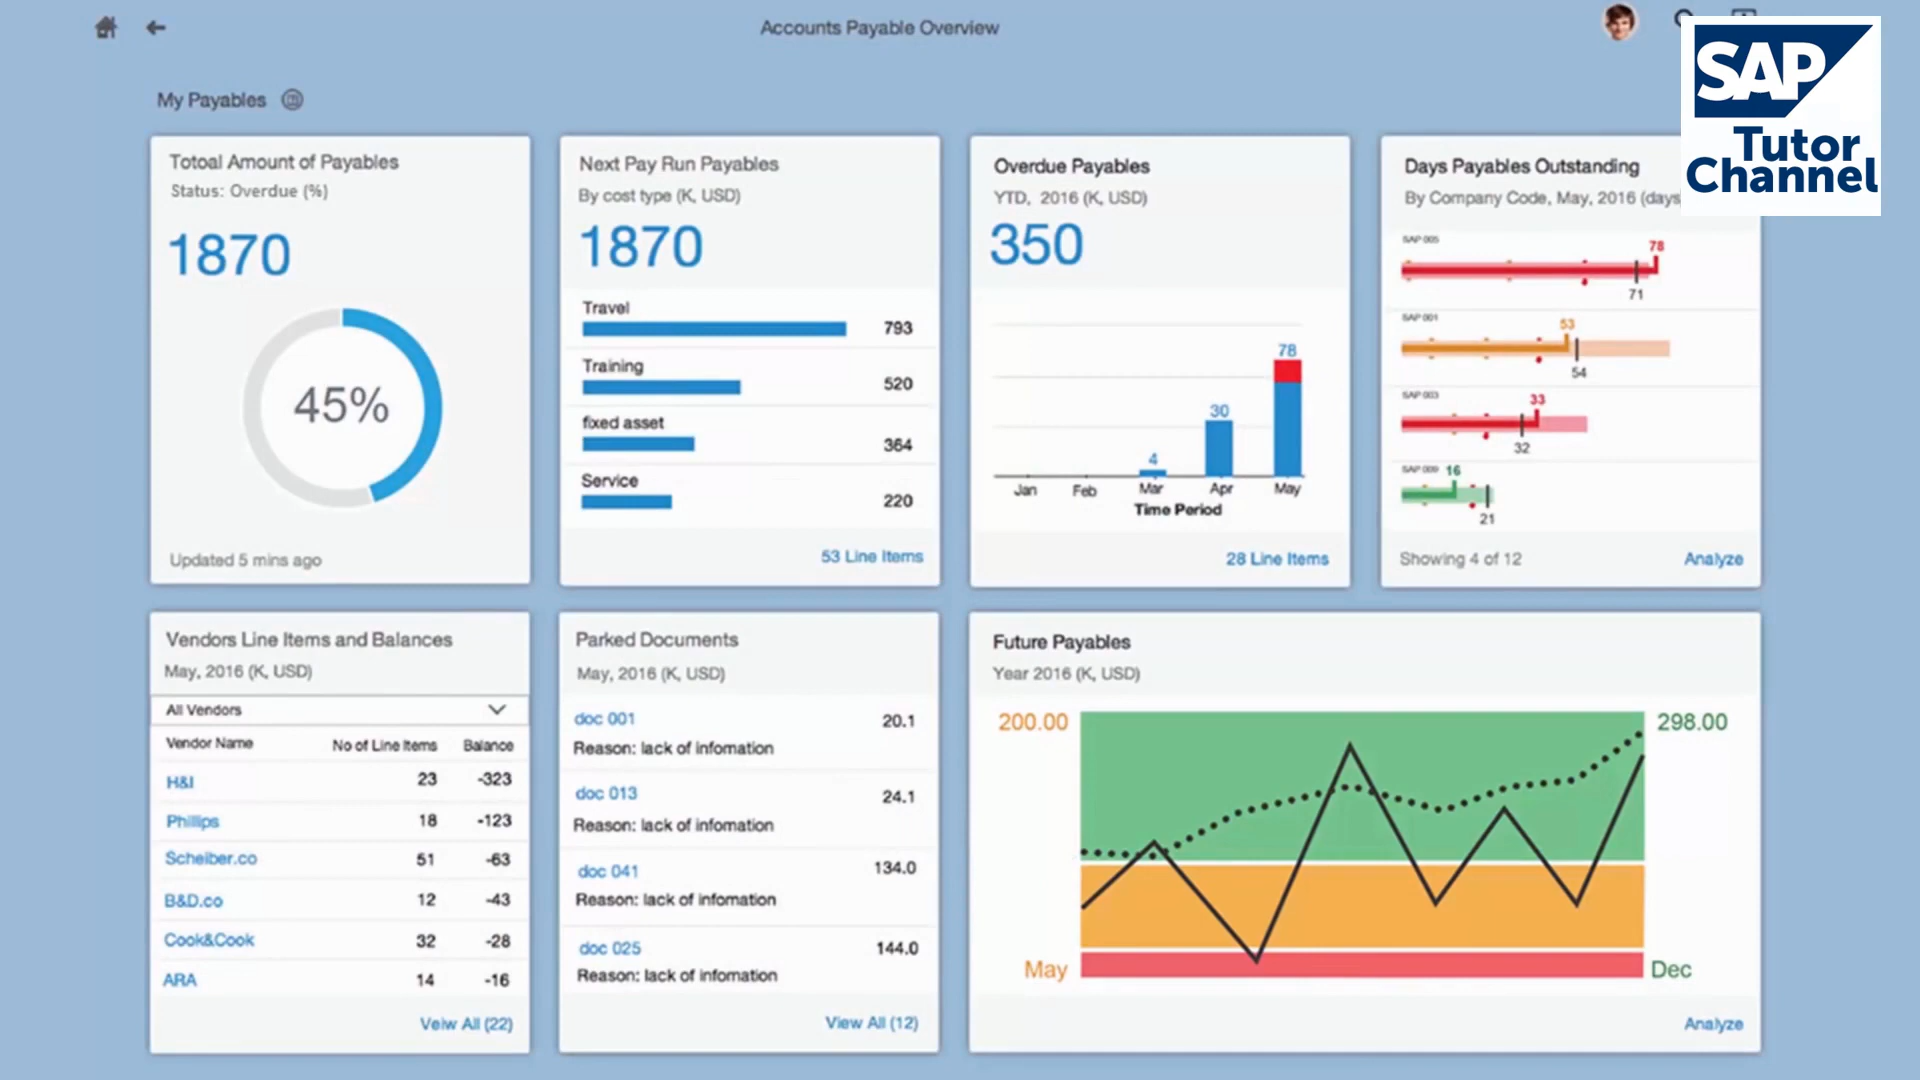 Accounts Payable Overview
SAP
Tutor
Channel
My Payables
Totoal Amount of Payables
Status: Overdue (%)
1870
45%
Updated 5 mins ago
Next Pay Run Payables
By cost type (K, USD)
1870
Travel
793
Training
520
fixed asset
364
Service
220
53 Line Items
Overdue Payables
YTD, 2016 (K, USD)
350
78
30
4
Jan Feb Mar Apr May
Time Period
28 Line Items
Days Payables Outstanding
By Company Code, May, 2016 (days
SAP 005
78
71
SAP 001
53
54
SAP 003
33
32
SAP 009 16
21
Showing 4 of 12 Analyze
Vendors Line Items and Balances
May, 2016 (K, USD)
All Vendors
Vendor Name No of Line Items Balance
H&I 23 -323
Phillips 18 -123
Scheiber.co 51 -63
B&D.co 12 -43
Cook&Cook 32 -28
ARA 14 -16
Veiw All (22)
Parked Documents
May, 2016 (K, USD)
doc 001 20.1
Reason: lack of infomation
doc 013 24.1
Reason: lack of infomation
doc 041 134.0
Reason: lack of infomation
doc 025 144.0
Reason: lack of infomation
View All (12)
Future Payables
Year 2016 (K, USD)
200.00 298.00
May Dec
Analyze